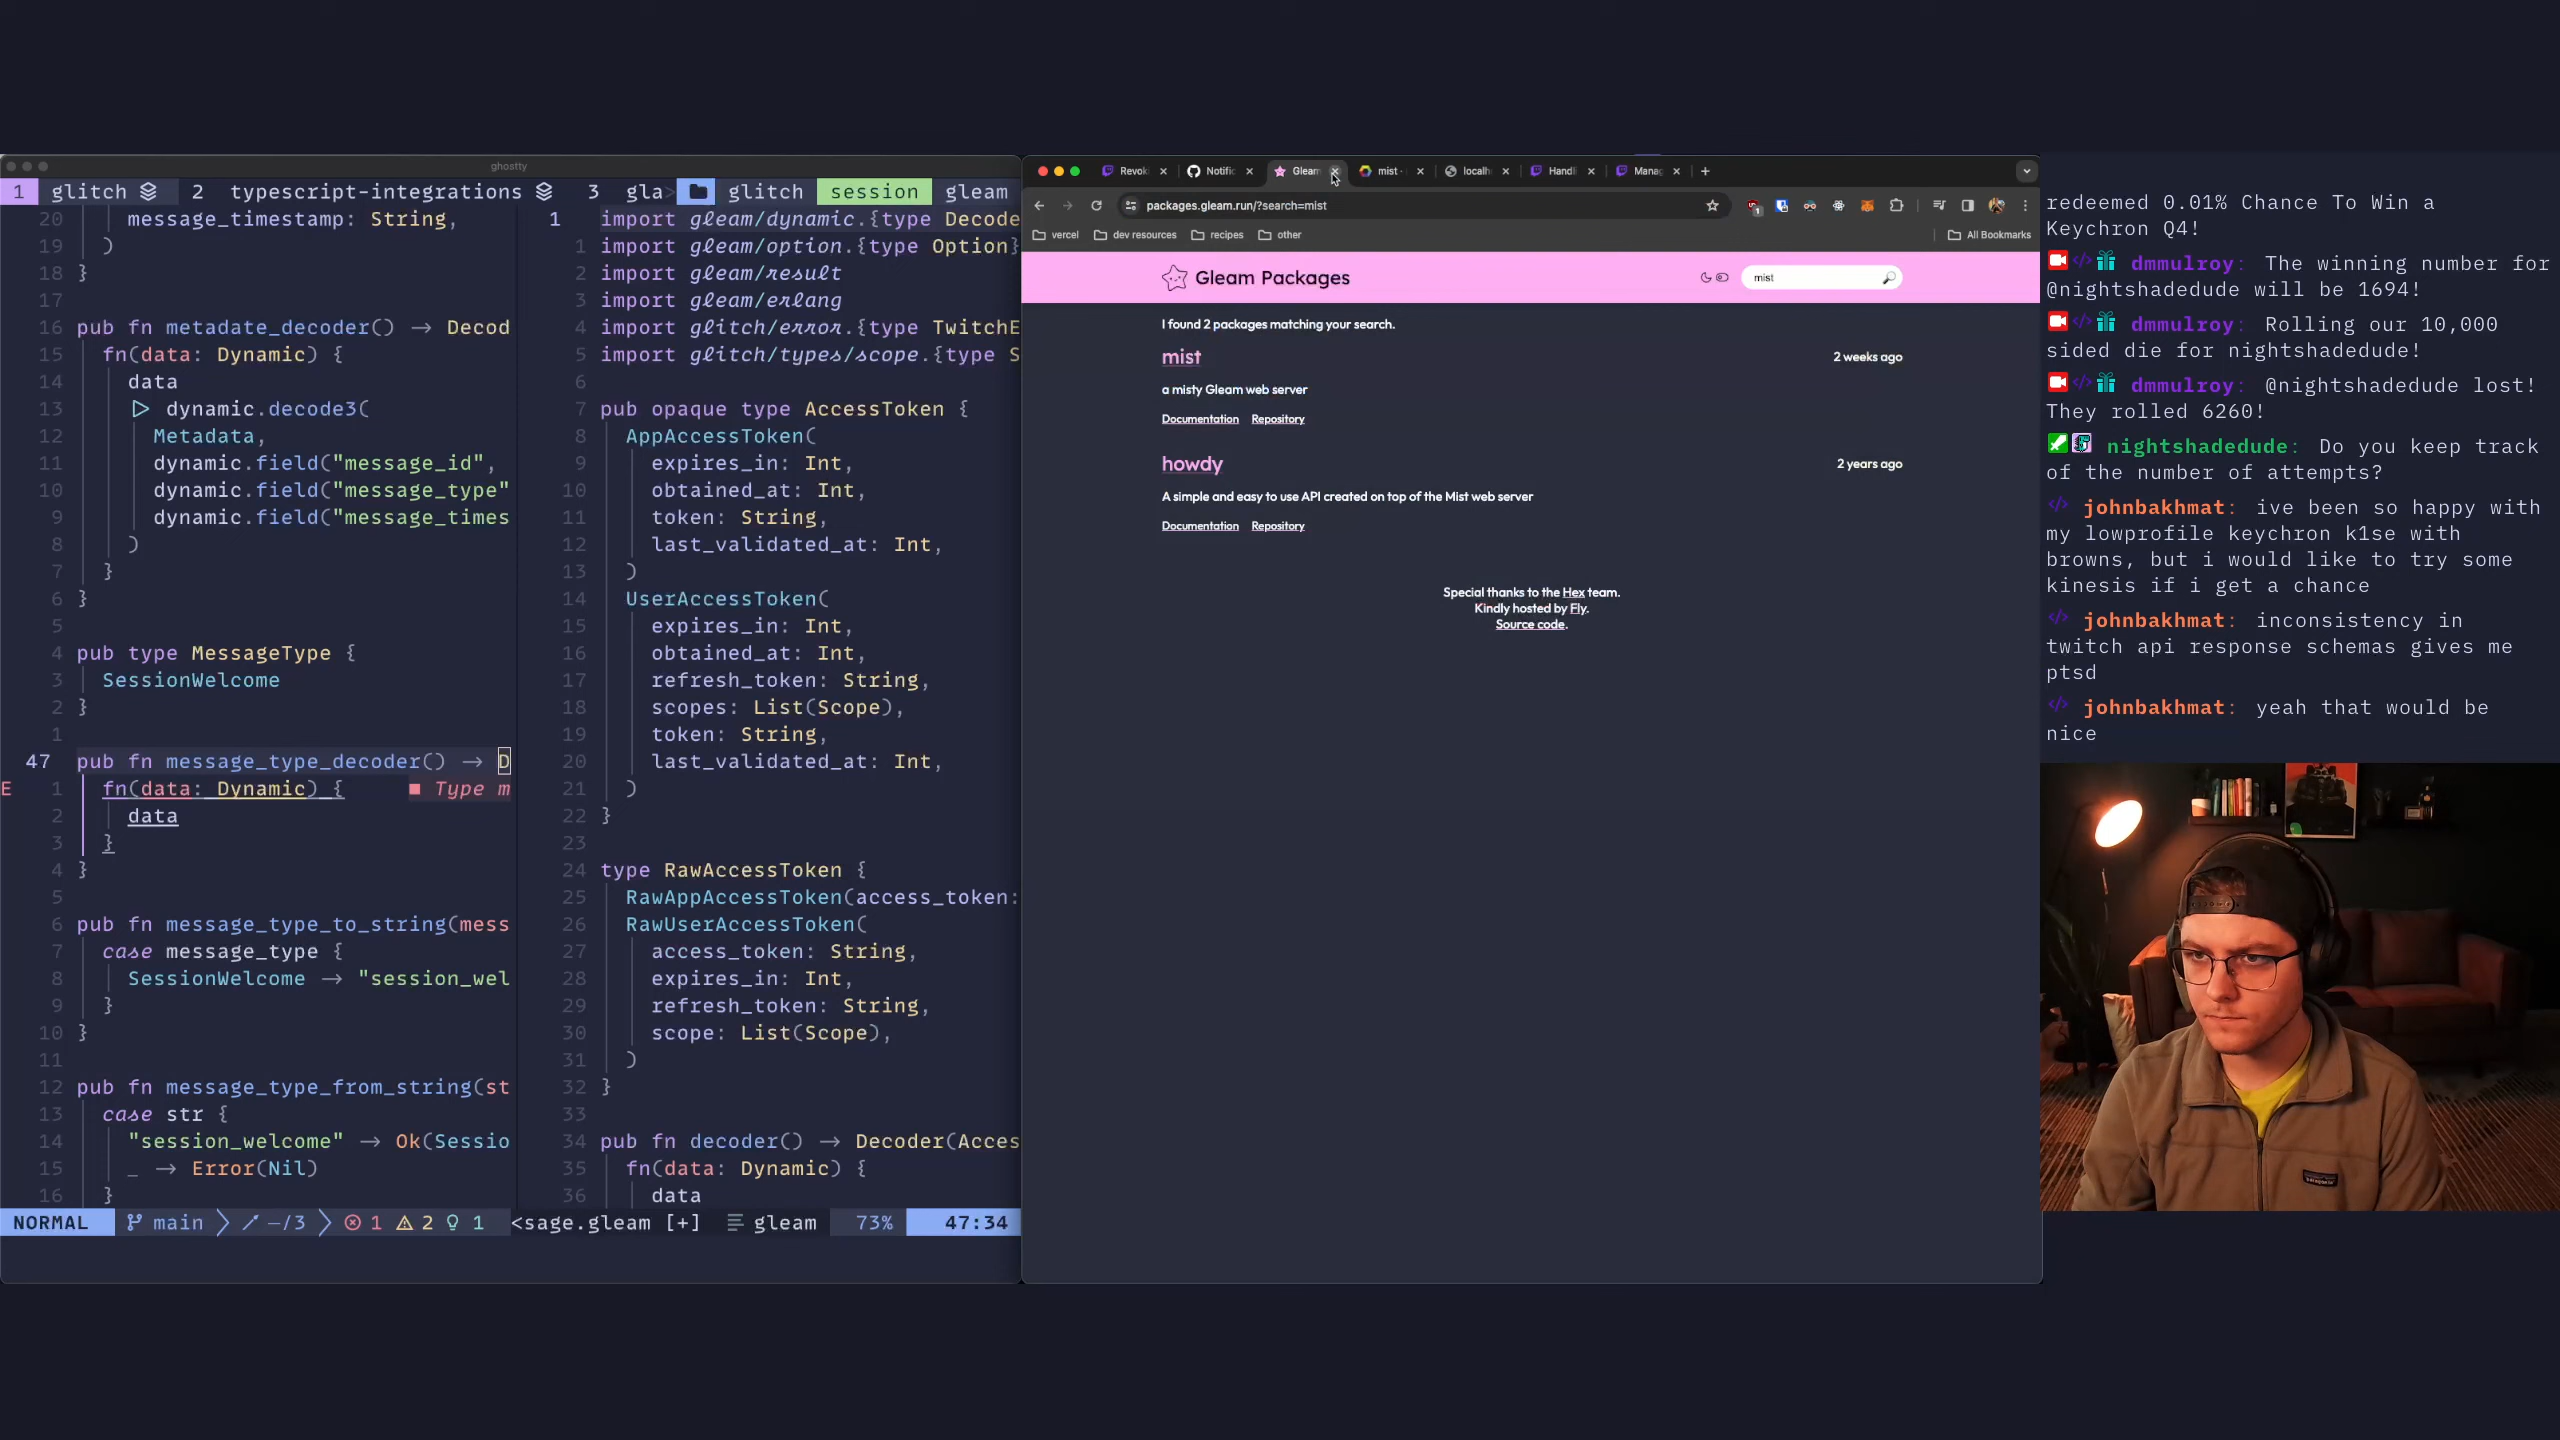 ghostty
1 glitch 2 typescript-integrations 3 gla> glitch session gleam
20 message_timestamp: String,
19 )
18 }
17
16 pub fn metadate_decoder() -> Decod
15 fn(data: Dynamic) {
14 data
13 |> dynamic.decode3(
12 Metadata,
11 dynamic.field("message_id",
10 dynamic.field("message_type"
9 dynamic.field("message_times
8 )
7 }
6 }
5
4 pub type MessageType {
3 SessionWelcome
2 }
1
47 pub fn message_type_decoder() -> D
E 1 fn(data: Dynamic) { ■ Type m
2 data
3 }
4 }
5
6 pub fn message_type_to_string(mess
7 case message_type {
8 SessionWelcome -> "session_wel
9 }
10 }
11
12 pub fn message_type_from_string(st
13 case str {
14 "session_welcome" -> Ok(Sessio
15 _ -> Error(Nil)
16 }
1 import gleam/dynamic.{type Decode
1 import gleam/option.{type Option}
2 import gleam/result
3 import gleam/erlang
4 import glitch/error.{type TwitchE
5 import glitch/types/scope.{type S
6
7 pub opaque type AccessToken {
8 AppAccessToken(
9 expires_in: Int,
10 obtained_at: Int,
11 token: String,
12 last_validated_at: Int,
13 )
14 UserAccessToken(
15 expires_in: Int,
16 obtained_at: Int,
17 refresh_token: String,
18 scopes: List(Scope),
19 token: String,
20 last_validated_at: Int,
21 )
22 }
23
24 type RawAccessToken {
25 RawAppAccessToken(access_token:
26 RawUserAccessToken(
27 access_token: String,
28 expires_in: Int,
29 refresh_token: String,
30 scope: List(Scope),
31 )
32 }
33
34 pub fn decoder() -> Decoder(Acces
35 fn(data: Dynamic) {
36 data
NORMAL main -/3 1 2 1 <sage.gleam [+] gleam 73% 47:34
Revok Notific Gleam mist · localh Handli Manag
packages.gleam.run/?search=mist
vercel dev resources recipes other All Bookmarks
Gleam Packages mist
I found 2 packages matching your search.
mist 2 weeks ago
a misty Gleam web server
Documentation Repository
howdy 2 years ago
A simple and easy to use API created on top of the Mist web server
Documentation Repository
Special thanks to the Hex team.
Kindly hosted by Fly.
Source code.
redeemed 0.01% Chance To Win a
Keychron Q4!
dmmulroy: The winning number for
@nightshadedude will be 1694!
dmmulroy: Rolling our 10,000
sided die for nightshadedude!
dmmulroy: @nightshadedude lost!
They rolled 6260!
nightshadedude: Do you keep track
of the number of attempts?
johnbakhmat: ive been so happy with
my lowprofile keychron k1se with
browns, but i would like to try some
kinesis if i get a chance
johnbakhmat: inconsistency in
twitch api response schemas gives me
ptsd
johnbakhmat: yeah that would be
nice
patagonia